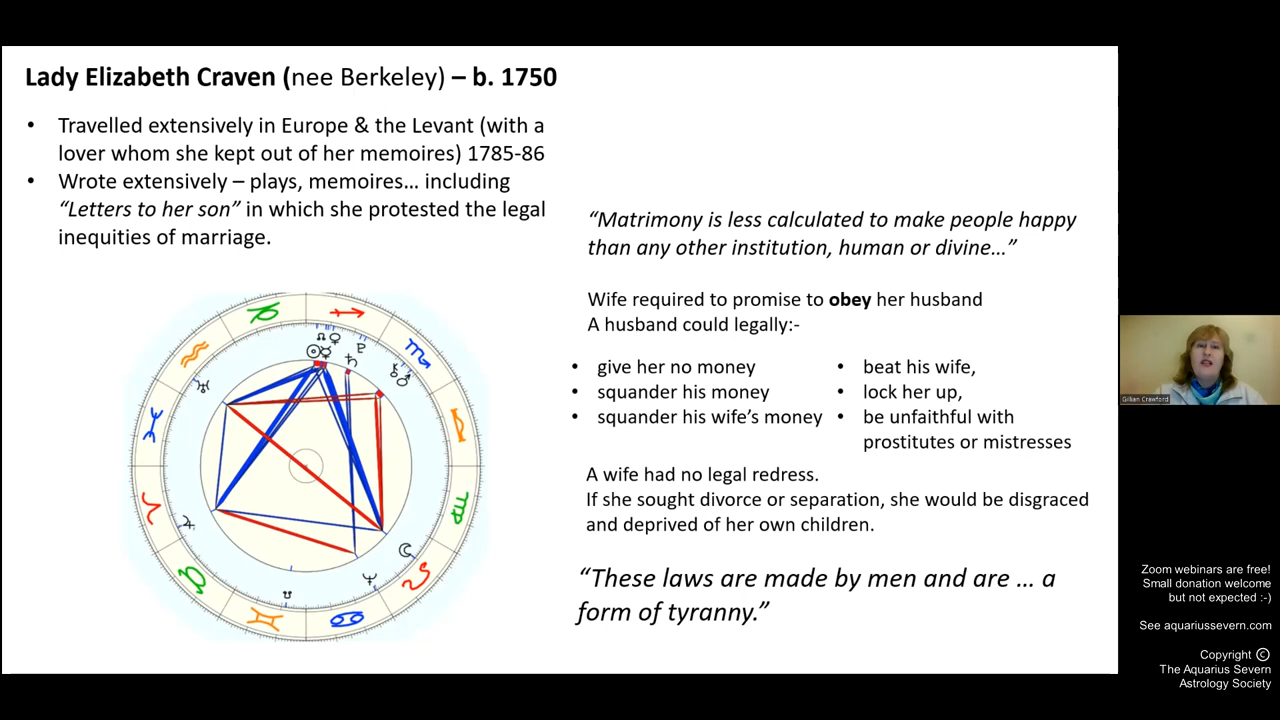 Lady Elizabeth Craven (nee Berkeley) – b. 1750
• Travelled extensively in Europe & the Levant (with a
lover whom she kept out of her memoires) 1785-86
• Wrote extensively – plays, memoires… including
“Letters to her son” in which she protested the legal
inequities of marriage.
“Matrimony is less calculated to make people happy
than any other institution, human or divine…”
Wife required to promise to obey her husband
A husband could legally:-
• give her no money
• squander his money
• squander his wife’s money
• beat his wife,
• lock her up,
• be unfaithful with
prostitutes or mistresses
A wife had no legal redress.
If she sought divorce or separation, she would be disgraced
and deprived of her own children.
“These laws are made by men and are … a
form of tyranny.”
Gillian Crawford
Zoom webinars are free!
Small donation welcome
but not expected :-)
See aquariussevern.com
Copyright ©
The Aquarius Severn
Astrology Society